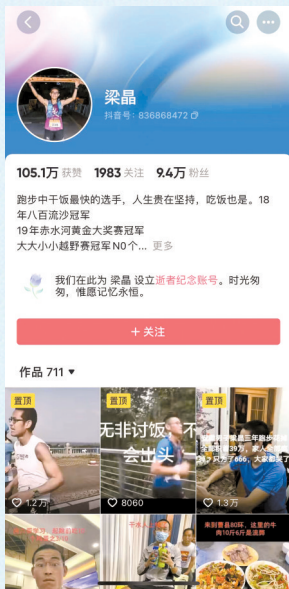 梁晶
抖音号：836868472
105.1万 获赞 1983 关注 9.4万 粉丝
跑步中干饭最快的选手，人生贵在坚持，吃饭也是。18
年八百流沙冠军
19年赤水河黄金大奖赛冠军
大大小小越野赛冠军N0个... 更多
我们在此为 梁晶 设立逝者纪念账号。时光匆
匆，惟愿记忆永恒。
+ 关注
作品 711 ▼
置顶
置顶
置顶
无非讨饭，不
会出头
1.2万
8060
1.3万
来到曹县80环，这里的牛
肉10斤6斤是演牌